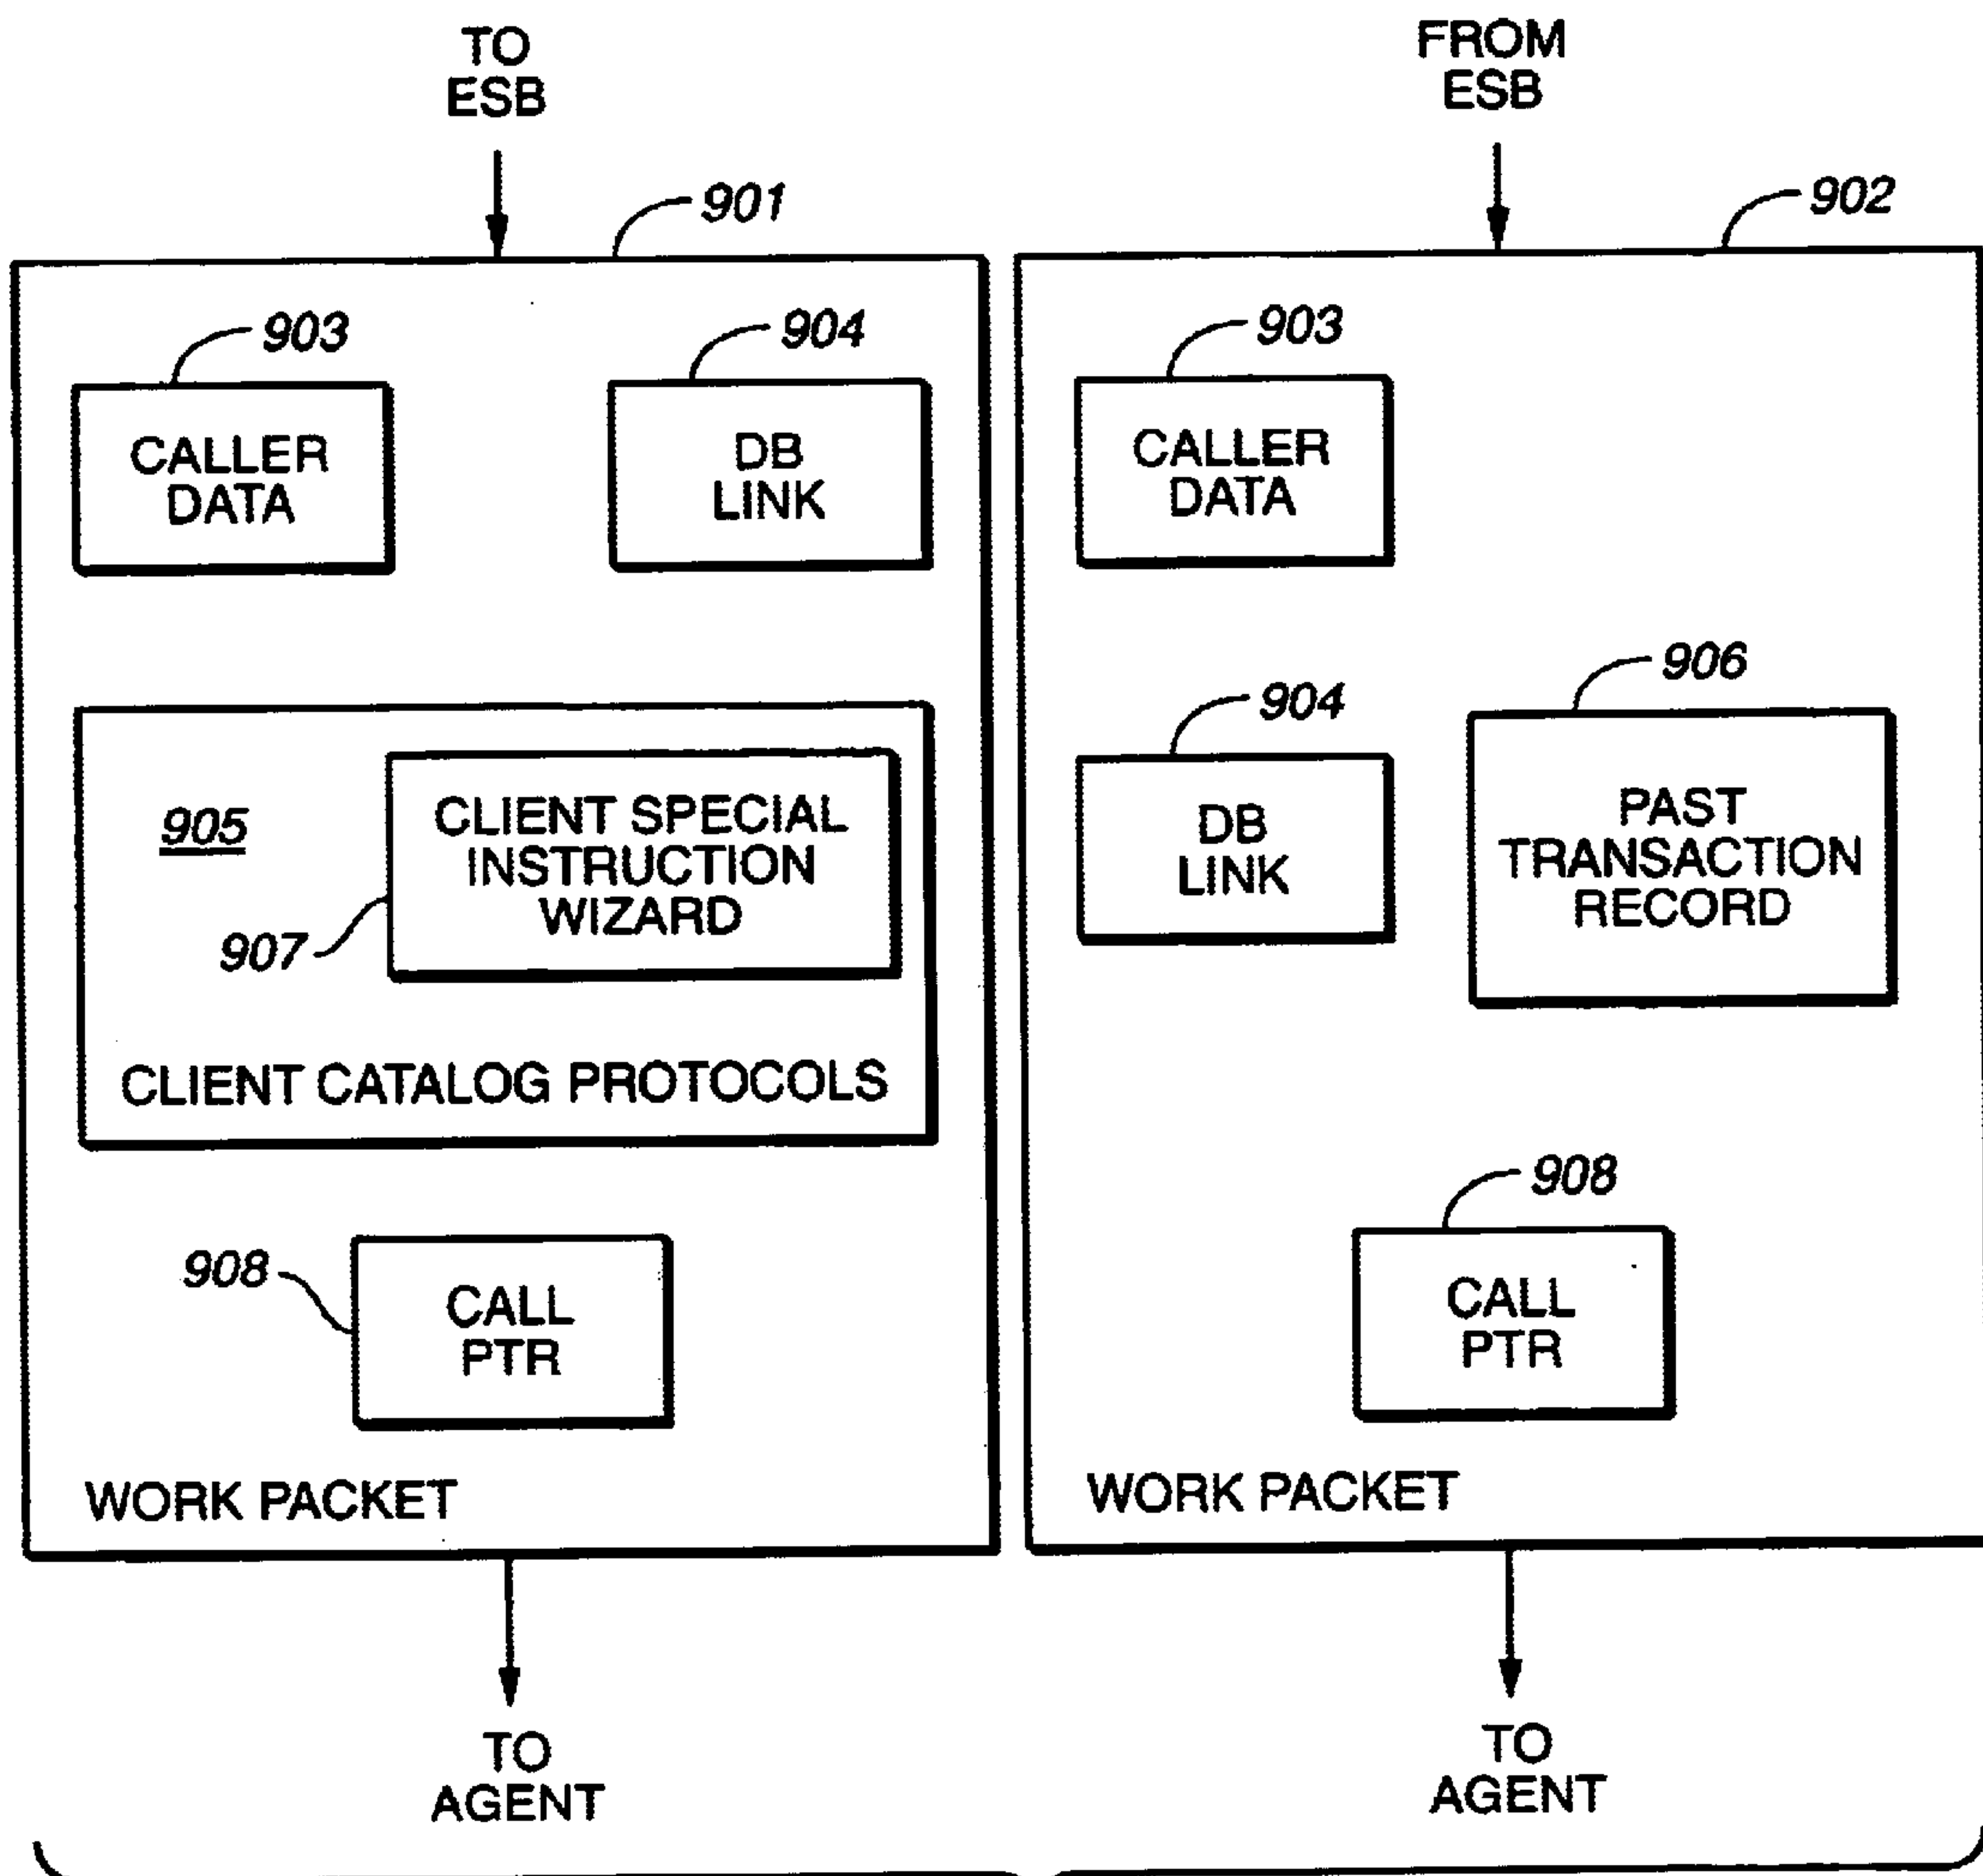 TO
ESB
901
903
CALLER
DATA
904
DB
LINK
905
CLIENT SPECIAL
INSTRUCTION
WIZARD
907
CLIENT CATALOG PROTOCOLS
908
CALL
PTR
WORK PACKET
TO
AGENT
FROM
ESB
902
903
CALLER
DATA
904
DB
LINK
906
PAST
TRANSACTION
RECORD
908
CALL
PTR
WORK PACKET
TO
AGENT